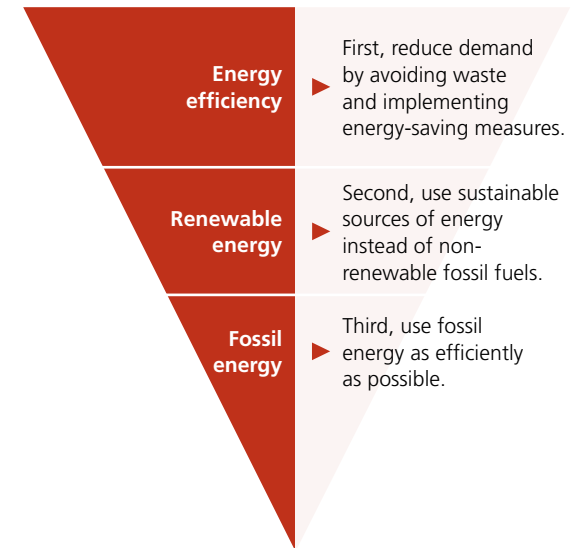 Energy
efficiency
First, reduce demand
by avoiding waste
and implementing
energy-saving measures.
Renewable
energy
Second, use sustainable
sources of energy
instead of non-
renewable fossil fuels.
Fossil
energy
Third, use fossil
energy as efficiently
as possible.